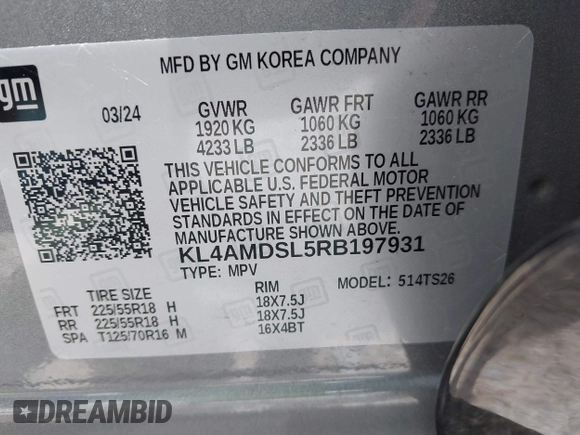 gm
MFD BY GM KOREA COMPANY
03/24 GVWR GAWR FRT GAWR RR
1920 KG 1060 KG 1060 KG
4233 LB 2336 LB 2336 LB
THIS VEHICLE CONFORMS TO ALL
APPLICABLE U.S. FEDERAL MOTOR
VEHICLE SAFETY AND THEFT PREVENTION
STANDARDS IN EFFECT ON THE DATE OF
MANUFACTURE SHOWN ABOVE.
KL4AMDSL5RB197931
TYPE: MPV MODEL: 514TS26
TIRE SIZE RIM
FRT 225/55R18 H 18X7.5J
RR 225/55R18 H 18X7.5J
SPA T125/70R16 M 16X4BT
DREAMBID